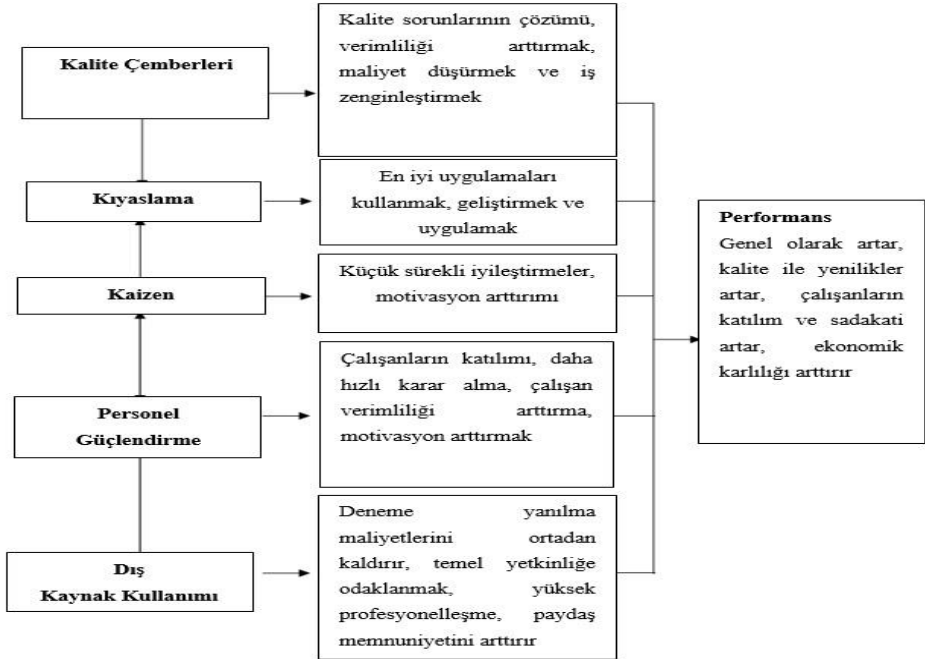 Kalite Çemberleri
Kalite sorunlarının çözümü,
verimliliği arttırmak,
maliyet düşürmek ve iş
zenginleştirmek
Kıyaslama
En iyi uygulamaları
kullanmak, geliştirmek ve
uygulamak
Kaizen
Küçük sürekli iyileştirmeler,
motivasyon arttırımı
Personel
Güçlendirme
Çalışanların katılımı, daha
hızlı karar alma, çalışan
verimliliği arttırma,
motivasyon arttırmak
Dış
Kaynak Kullanımı
Deneme yanılma
maliyetlerini ortadan
kaldırır, temel yetkinliğe
odaklanmak, yüksek
profesyonelleşme, paydaş
memnuniyetini arttırır
Performans
Genel olarak artar,
kalite ile yenilikler
artar, çalışanların
katılım ve sadakati
artar, ekonomik
karlılığı arttırır